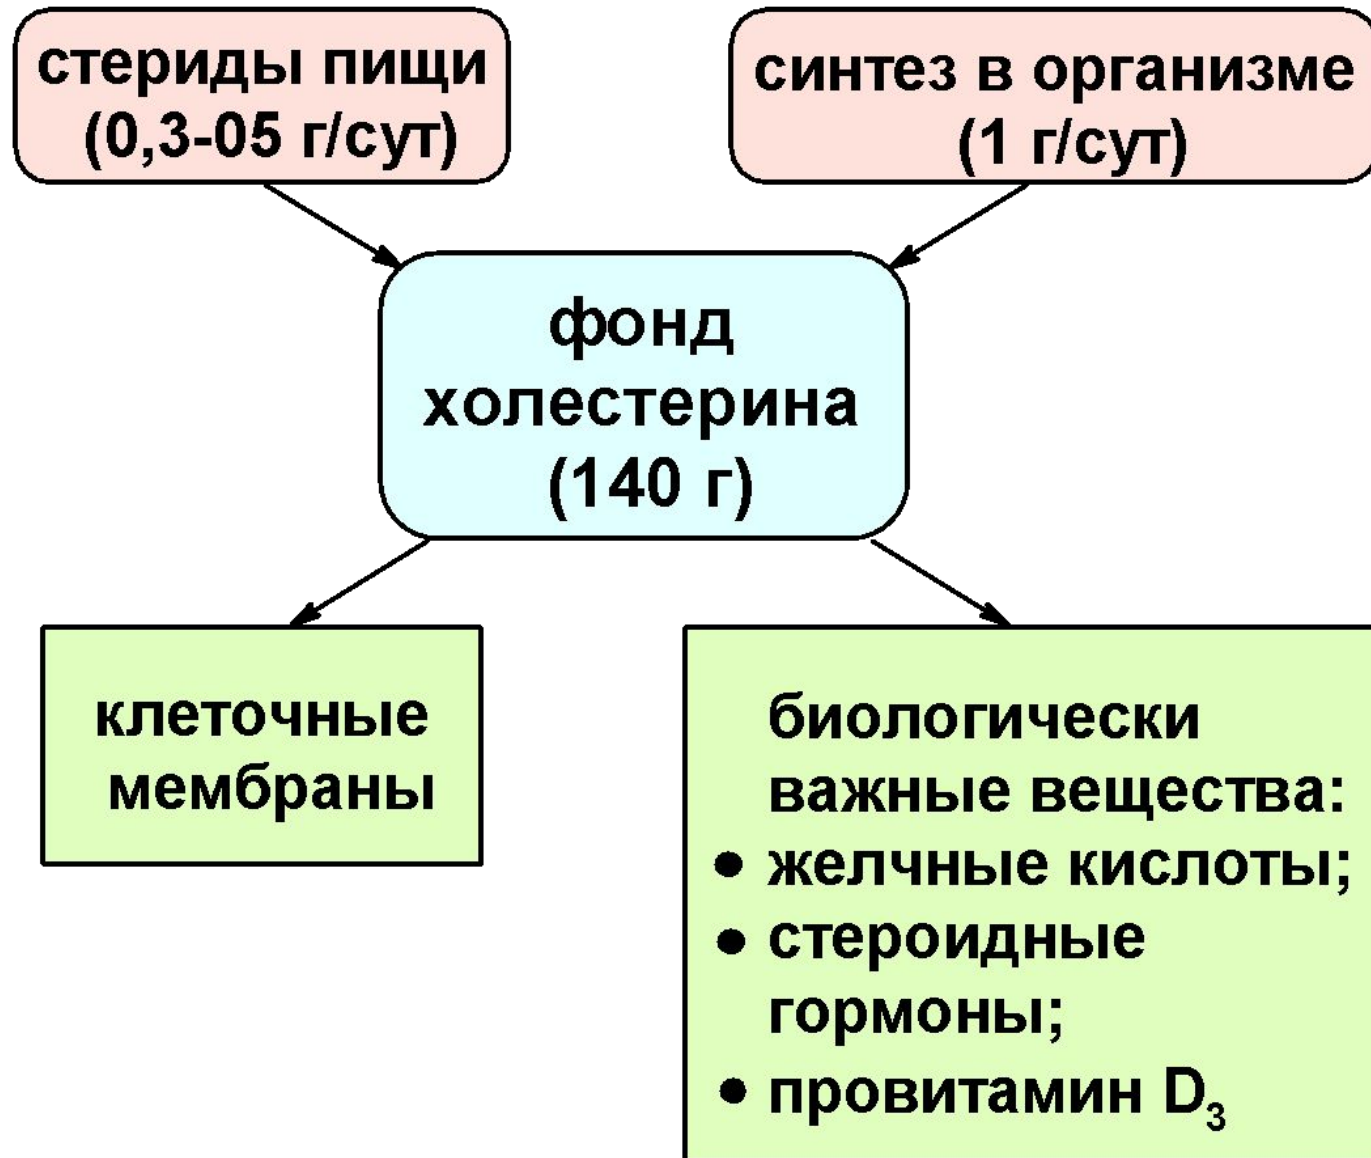 стериды пищи
(0,3-05 г/сут)
синтез в организме
(1 г/сут)
фонд
холестерина
(140 г)
клеточные
мембраны
биологически
важные вещества:
• желчные кислоты;
• стероидные
гормоны;
• провитамин D₃